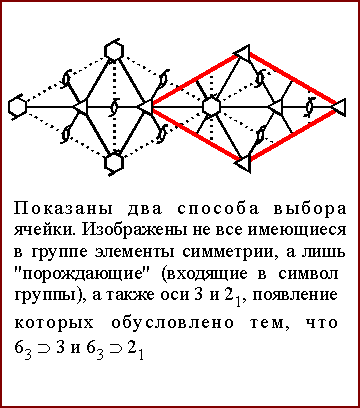 Показаны два способа выбора
ячейки. Изображены не все имеющиеся
в группе элементы симметрии, а лишь
"порождающие" (входящие в символ
группы), а также оси 3 и 2₁, появление
которых обусловлено тем, что
6₃ ⊃ 3 и 6₃ ⊃ 2₁